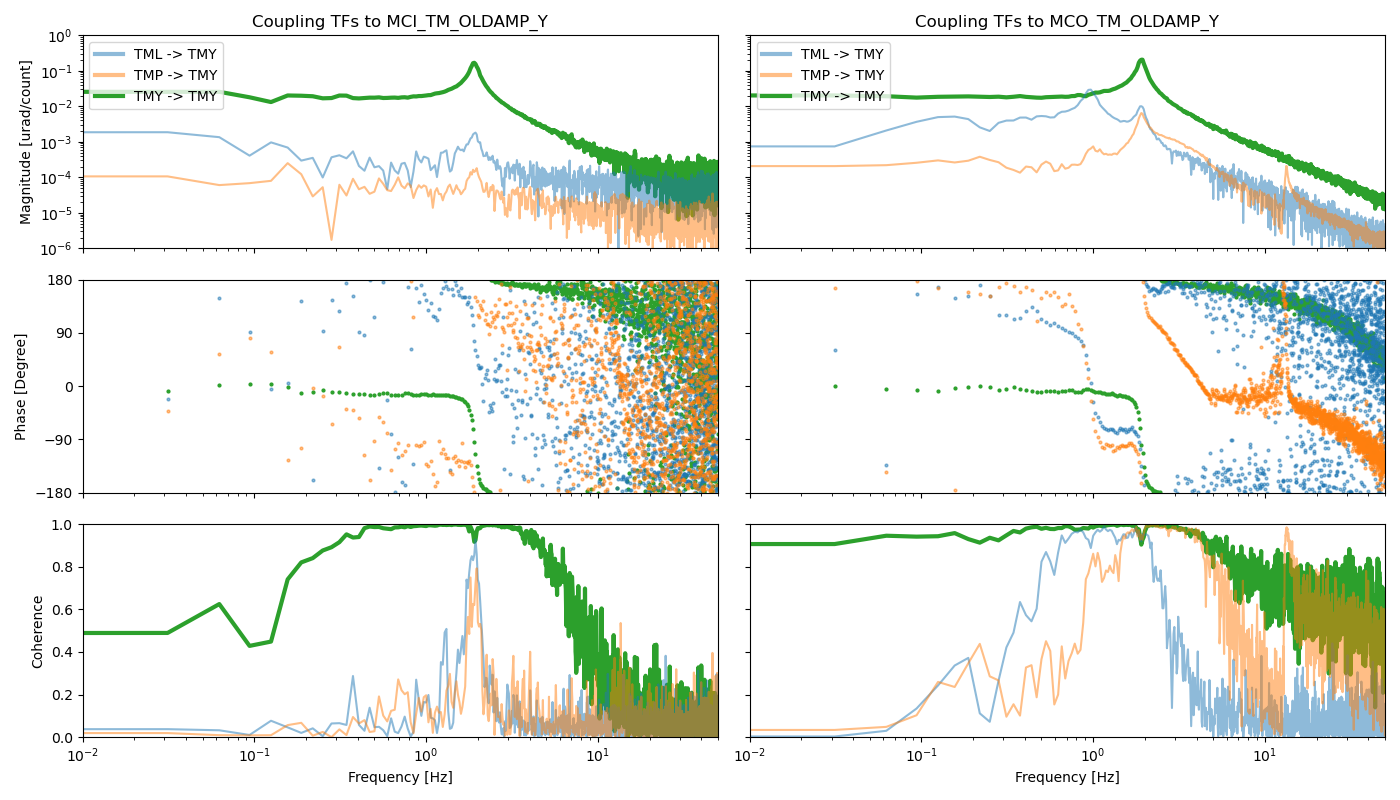 Coupling TFs to MCI_TM_OLDAMP_Y
Coupling TFs to MCO_TM_OLDAMP_Y
TML -> TMY
TMP -> TMY
TMY -> TMY
TML -> TMY
TMP -> TMY
TMY -> TMY
Magnitude [urad/count]
10^0
10^-1
10^-2
10^-3
10^-4
10^-5
10^-6
Phase [Degree]
180
90
0
−90
−180
Coherence
1.0
0.8
0.6
0.4
0.2
0.0
10^-2
10^-1
10^0
10^1
10^-2
10^-1
10^0
10^1
Frequency [Hz]
Frequency [Hz]